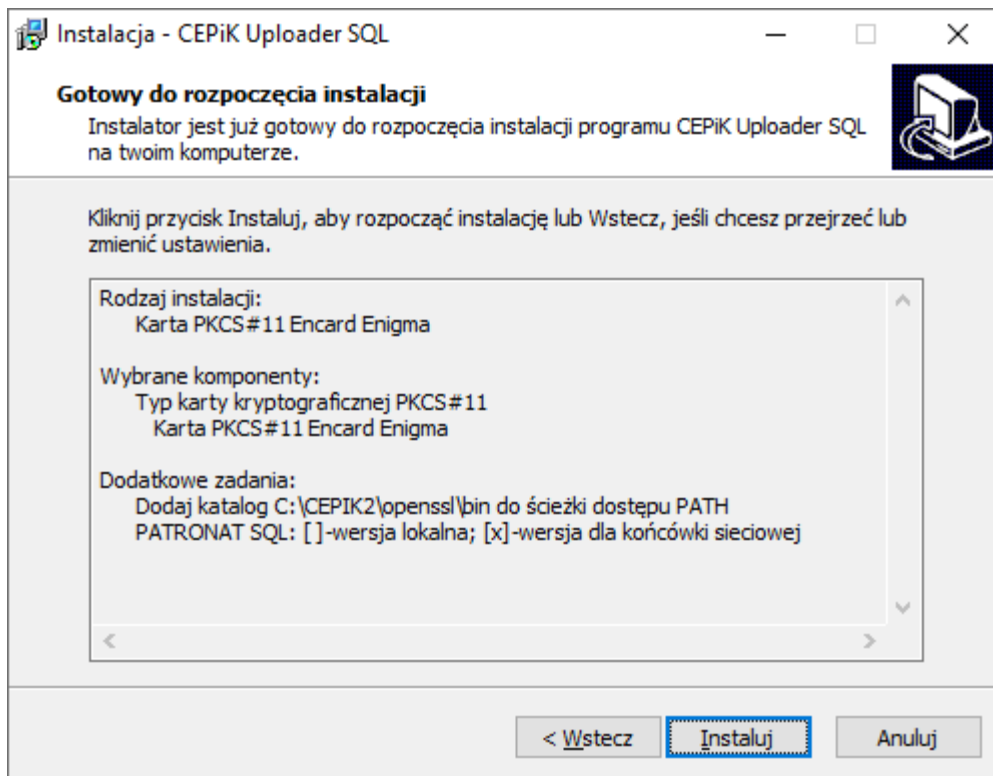 Instalacja - CEPiK Uploader SQL
Gotowy do rozpoczęcia instalacji
Instalator jest już gotowy do rozpoczęcia instalacji programu CEPiK Uploader SQL
na twoim komputerze.
Kliknij przycisk Instaluj, aby rozpocząć instalację lub Wstecz, jeśli chcesz przejrzeć lub
zmienić ustawienia.
Rodzaj instalacji:
Karta PKCS#11 Encard Enigma
Wybrane komponenty:
Typ karty kryptograficznej PKCS#11
Karta PKCS#11 Encard Enigma
Dodatkowe zadania:
Dodaj katalog C:\CEPIK2\openssl\bin do ścieżki dostępu PATH
PATRONAT SQL: [ ]-wersja lokalna; [x]-wersja dla końcówki sieciowej
< Wstecz
Instaluj
Anuluj